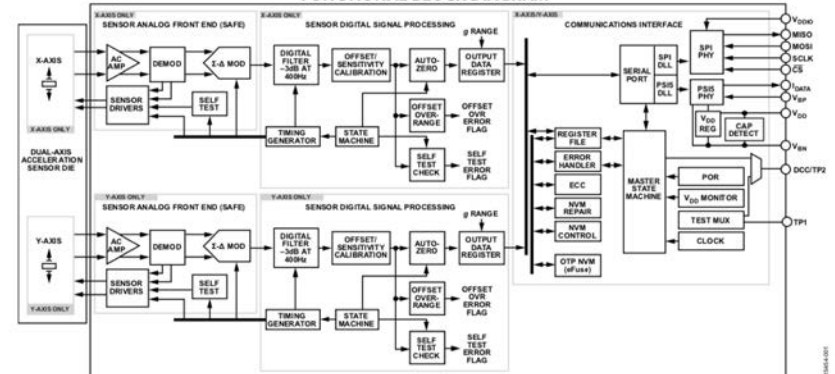 FUNCTIONAL BLOCK DIAGRAM
X-AXIS ONLY
SENSOR ANALOG FRONT END (SAFE)
X-AXIS
AC
AMP
DEMOD
Σ-Δ MOD
SENSOR
DRIVERS
SELF
TEST
X-AXIS ONLY
DUAL-AXIS
ACCELERATION
SENSOR DIE
X-AXIS ONLY
SENSOR DIGITAL SIGNAL PROCESSING
g RANGE
DIGITAL
FILTER
–3dB AT
400Hz
OFFSET/
SENSITIVITY
CALIBRATION
AUTO-
ZERO
OUTPUT
DATA
REGISTER
OFFSET
OVER-
RANGE
OFFSET
OVR
ERROR
FLAG
TIMING
GENERATOR
STATE
MACHINE
SELF
TEST
CHECK
SELF
TEST
ERROR
FLAG
Y-AXIS ONLY
SENSOR ANALOG FRONT END (SAFE)
Y-AXIS
AC
AMP
DEMOD
Σ-Δ MOD
SENSOR
DRIVERS
SELF
TEST
Y-AXIS ONLY
Y-AXIS ONLY
SENSOR DIGITAL SIGNAL PROCESSING
g RANGE
DIGITAL
FILTER
–3dB AT
400Hz
OFFSET/
SENSITIVITY
CALIBRATION
AUTO-
ZERO
OUTPUT
DATA
REGISTER
OFFSET
OVER-
RANGE
OFFSET
OVR
ERROR
FLAG
TIMING
GENERATOR
STATE
MACHINE
SELF
TEST
CHECK
SELF
TEST
ERROR
FLAG
X-AXIS/Y-AXIS
COMMUNICATIONS INTERFACE
SERIAL
PORT
SPI
DLL
PSI5
DLL
SPI
PHY
PSI5
PHY
VDD
REG
CAP
DETECT
REGISTER
FILE
ERROR
HANDLER
ECC
NVM
REPAIR
NVM
CONTROL
OTP NVM
(eFuse)
MASTER
STATE
MACHINE
POR
VDD MONITOR
TEST MUX
CLOCK
VDDIO
MISO
MOSI
SCLK
CS
IDATA
VBP
VDD
VBN
DCC/TP2
TP1